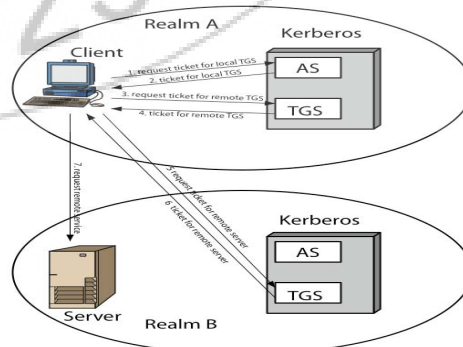 Realm A
Kerberos
Client
AS
1. request ticket for local TGS
2. ticket for local TGS
3. request ticket for remote TGS
TGS
4. ticket for remote TGS
5 request ticket for remote server
6. ticket for remote server
7. request remote service
Kerberos
AS
TGS
Server
Realm B